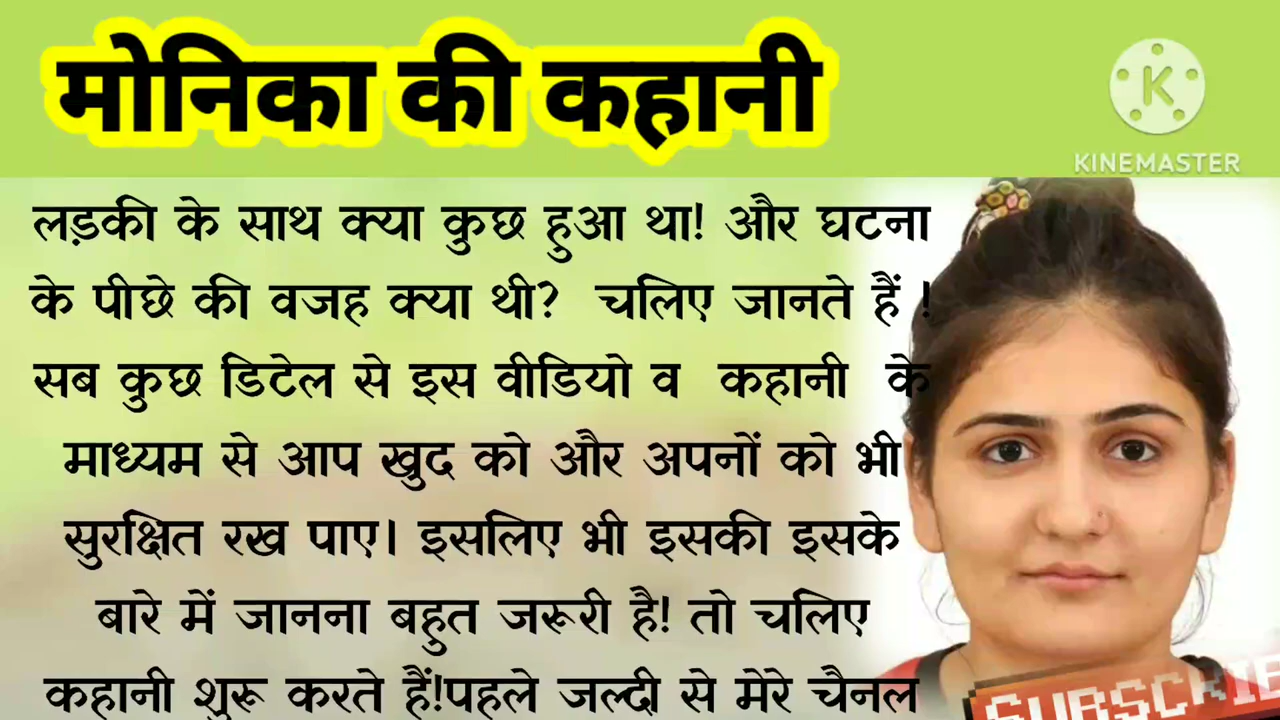 मोनिका की कहानी
KINEMASTER
लड़की के साथ क्या कुछ हुआ था! और घटना
के पीछे की वजह क्या थी? चलिए जानते हैं !
सब कुछ डिटेल से इस वीडियो व कहानी के
माध्यम से आप खुद को और अपनों को भी
सुरक्षित रख पाए। इसलिए भी इसकी इसके
बारे में जानना बहुत जरूरी है! तो चलिए
कहानी शुरू करते हैं!पहले जल्दी से मेरे चैनल
SUBSCRIBE